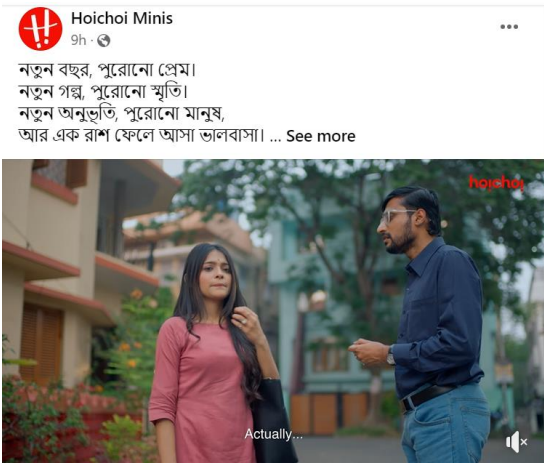 Hoichoi Minis
9h ·
নতুন বছর, পুরোনো প্রেম।
নতুন গল্প, পুরোনো স্মৃতি।
নতুন অনুভূতি, পুরোনো মানুষ,
আর এক রাশ ফেলে আসা ভালবাসা। ... See more
hoichoi
Actually...